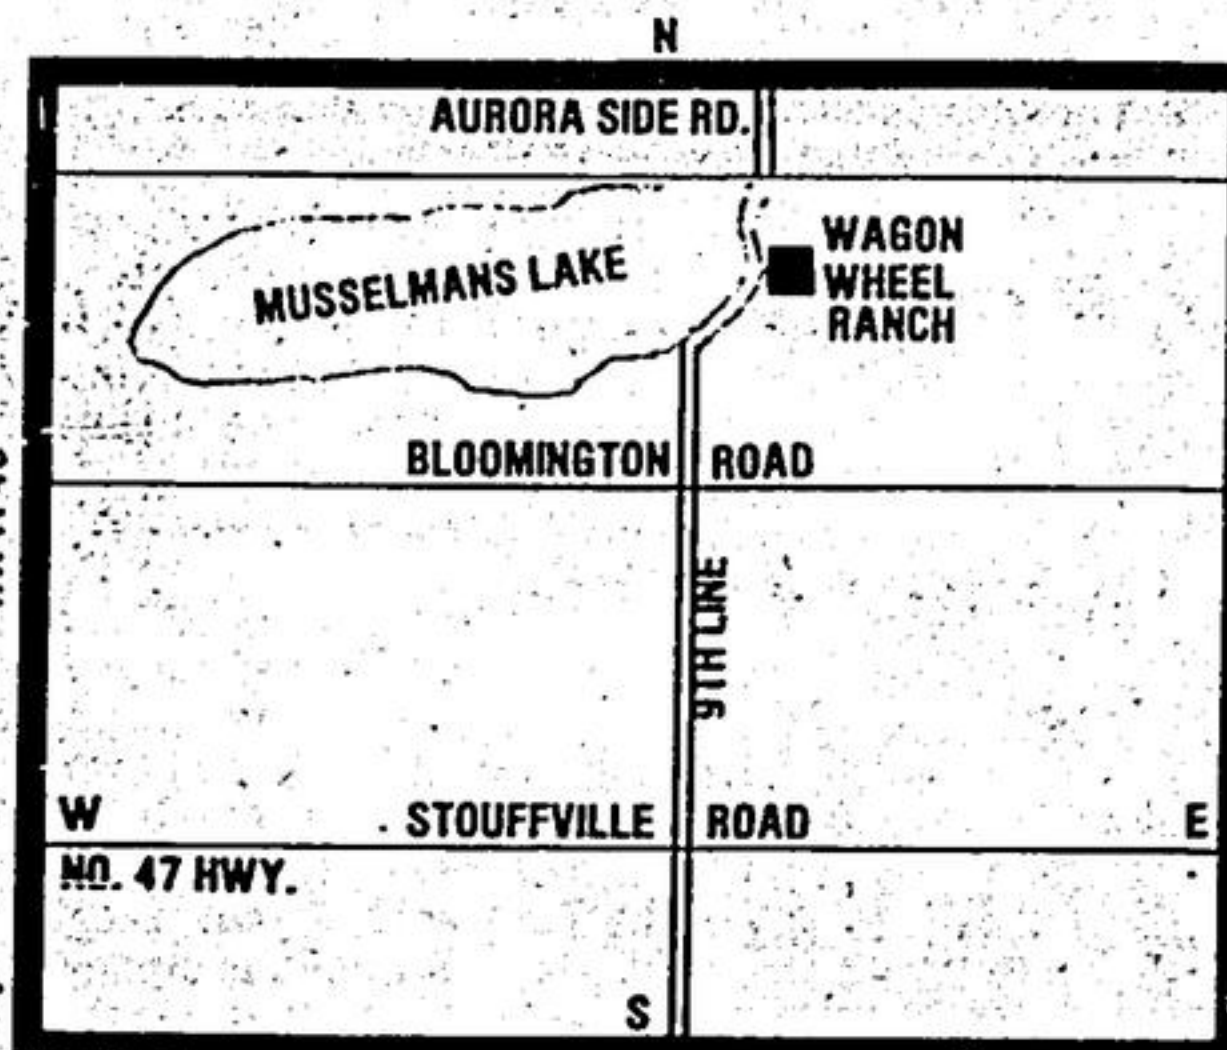 N
AURORA SIDE RD.
WAGON
WHEEL
RANCH
MUSSELMANS LAKE
BLOOMINGTON ROAD
9TH LINE
W
STOUFFVILLE ROAD
E
NO. 47 HWY.
S